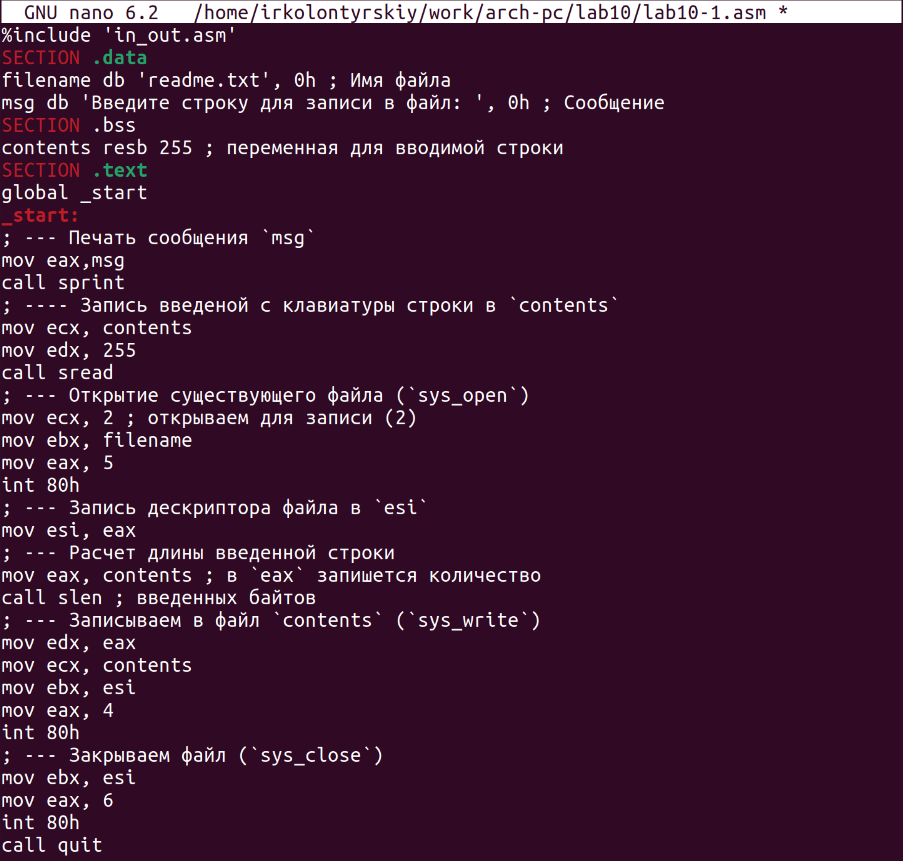 GNU nano 6.2   /home/irkolontyrskiy/work/arch-pc/lab10/lab10-1.asm *
%include 'in_out.asm'
SECTION .data
filename db 'readme.txt', 0h ; Имя файла
msg db 'Введите строку для записи в файл: ', 0h ; Сообщение
SECTION .bss
contents resb 255 ; переменная для вводимой строки
SECTION .text
global _start
_start:
; --- Печать сообщения `msg`
mov eax,msg
call sprint
; ---- Запись введеной с клавиатуры строки в `contents`
mov ecx, contents
mov edx, 255
call sread
; --- Открытие существующего файла (`sys_open`)
mov ecx, 2 ; открываем для записи (2)
mov ebx, filename
mov eax, 5
int 80h
; --- Запись дескриптора файла в `esi`
mov esi, eax
; --- Расчет длины введенной строки
mov eax, contents ; в `eax` запишется количество
call slen ; введенных байтов
; --- Записываем в файл `contents` (`sys_write`)
mov edx, eax
mov ecx, contents
mov ebx, esi
mov eax, 4
int 80h
; --- Закрываем файл (`sys_close`)
mov ebx, esi
mov eax, 6
int 80h
call quit